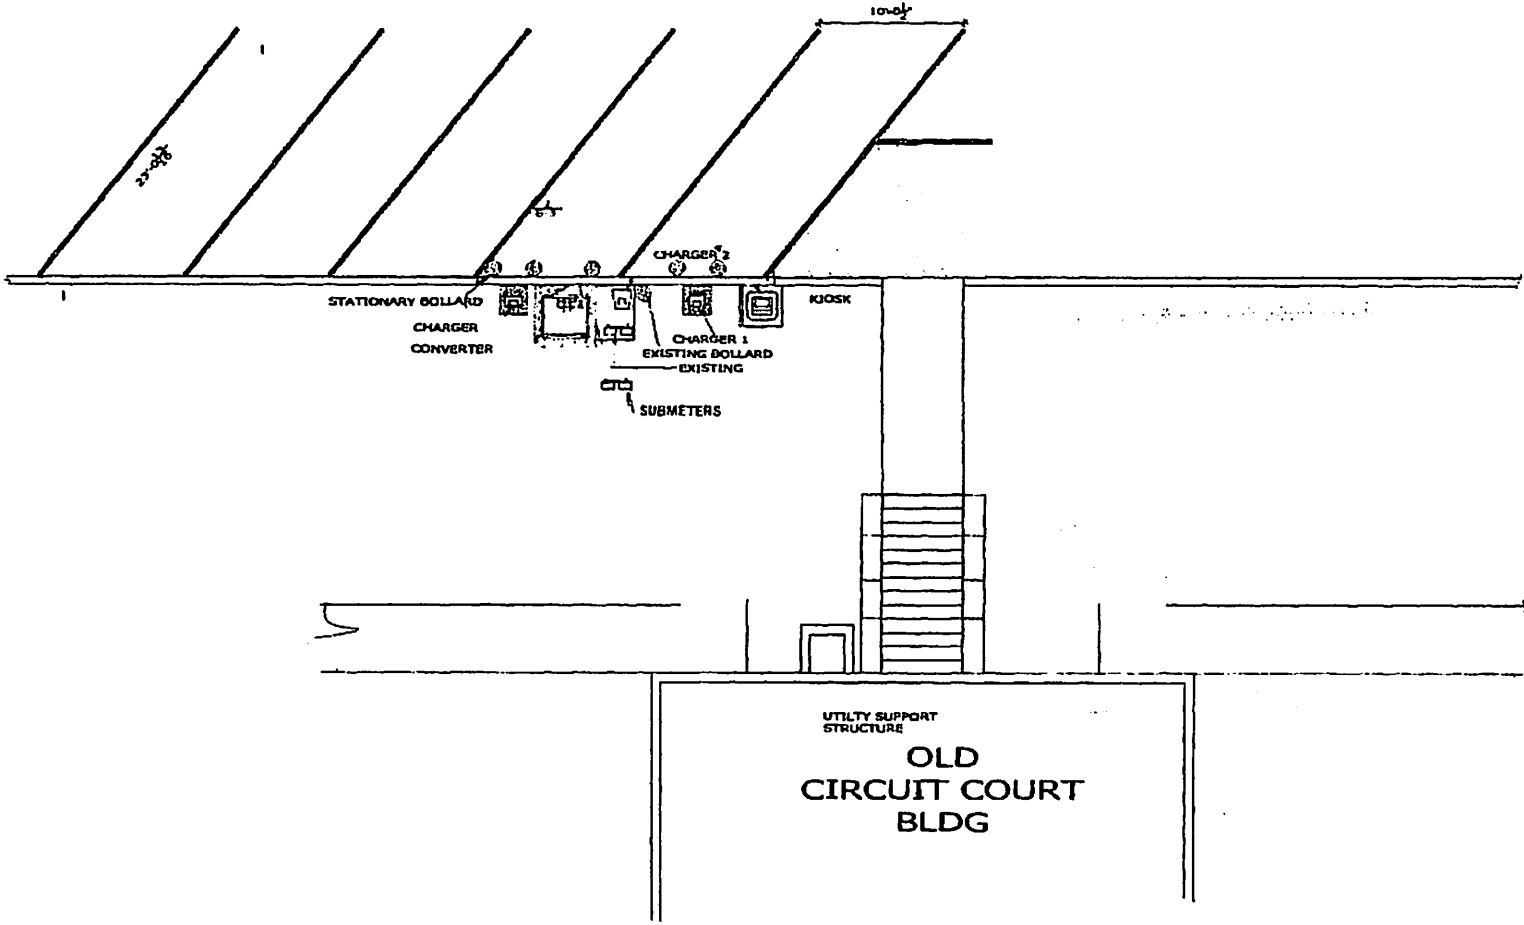 CHARGER 2
STATIONARY BOLLARD
KIOSK
CHARGER
CONVERTER
CHARGER 1
EXISTING BOLLARD
EXISTING
SUBMETERS
UTILTY SUPPORT
STRUCTURE
OLD
CIRCUIT COURT
BLDG